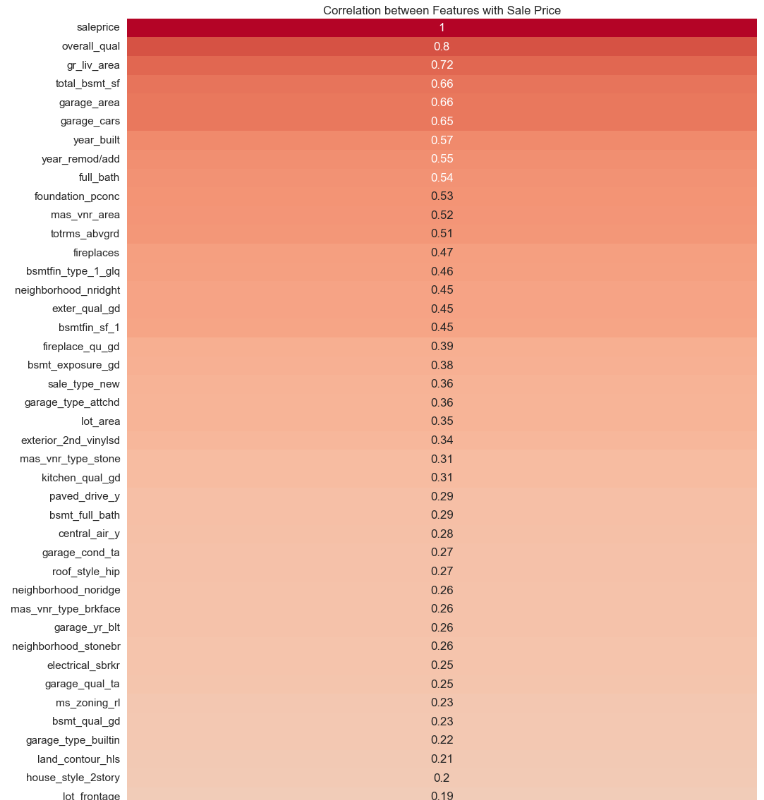 Correlation between Features with Sale Price
saleprice 1
overall_qual 0.8
gr_liv_area 0.72
total_bsmt_sf 0.66
garage_area 0.66
garage_cars 0.65
year_built 0.57
year_remod/add 0.55
full_bath 0.54
foundation_pconc 0.53
mas_vnr_area 0.52
totrms_abvgrd 0.51
fireplaces 0.47
bsmtfin_type_1_glq 0.46
neighborhood_nridght 0.45
exter_qual_gd 0.45
bsmtfin_sf_1 0.45
fireplace_qu_gd 0.39
bsmt_exposure_gd 0.38
sale_type_new 0.36
garage_type_attchd 0.36
lot_area 0.35
exterior_2nd_vinylsd 0.34
mas_vnr_type_stone 0.31
kitchen_qual_gd 0.31
paved_drive_y 0.29
bsmt_full_bath 0.29
central_air_y 0.28
garage_cond_ta 0.27
roof_style_hip 0.27
neighborhood_noridge 0.26
mas_vnr_type_brkface 0.26
garage_yr_blt 0.26
neighborhood_stonebr 0.26
electrical_sbrkr 0.25
garage_qual_ta 0.25
ms_zoning_rl 0.23
bsmt_qual_gd 0.23
garage_type_builtin 0.22
land_contour_hls 0.21
house_style_2story 0.2
lot_frontage 0.19